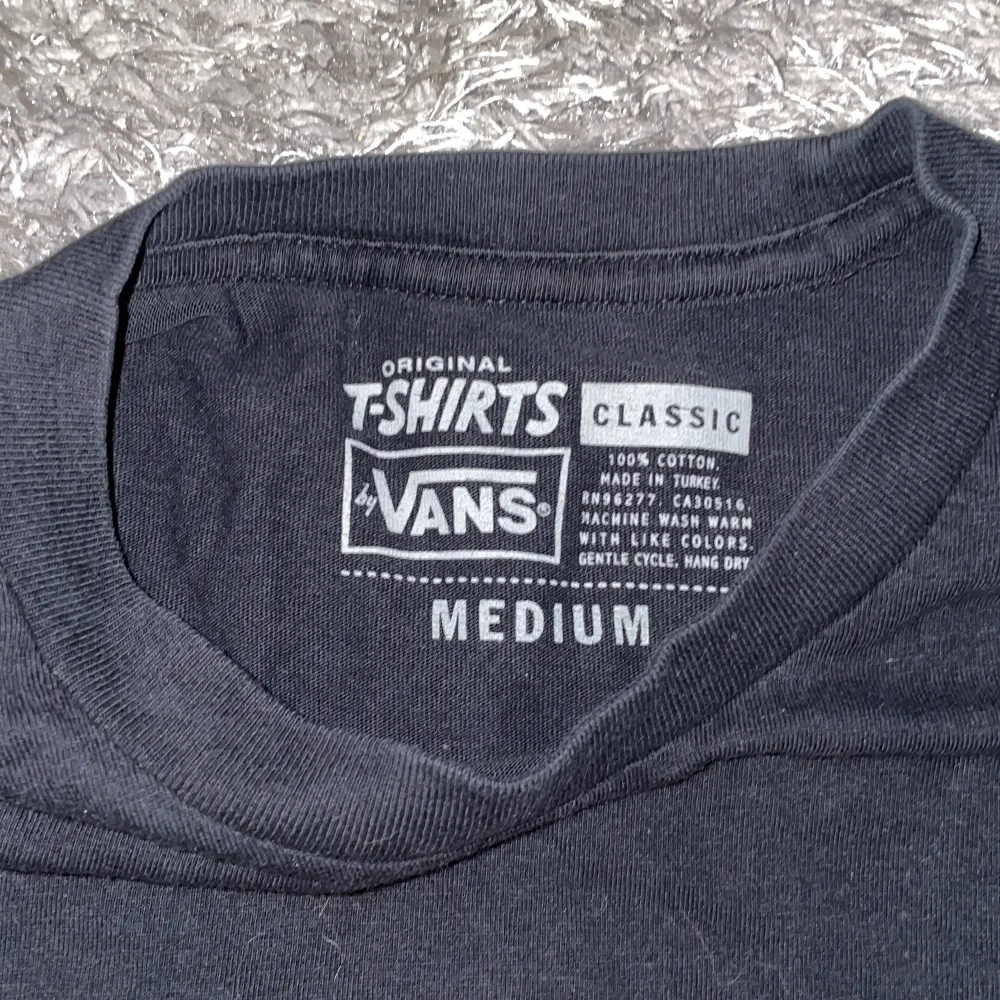 ORIGINAL
T-SHIRTS
by VANS®
CLASSIC
100% COTTON.
MADE IN TURKEY.
RN96277, CA30516.
MACHINE WASH WARM
WITH LIKE COLORS.
GENTLE CYCLE, HANG DRY
MEDIUM